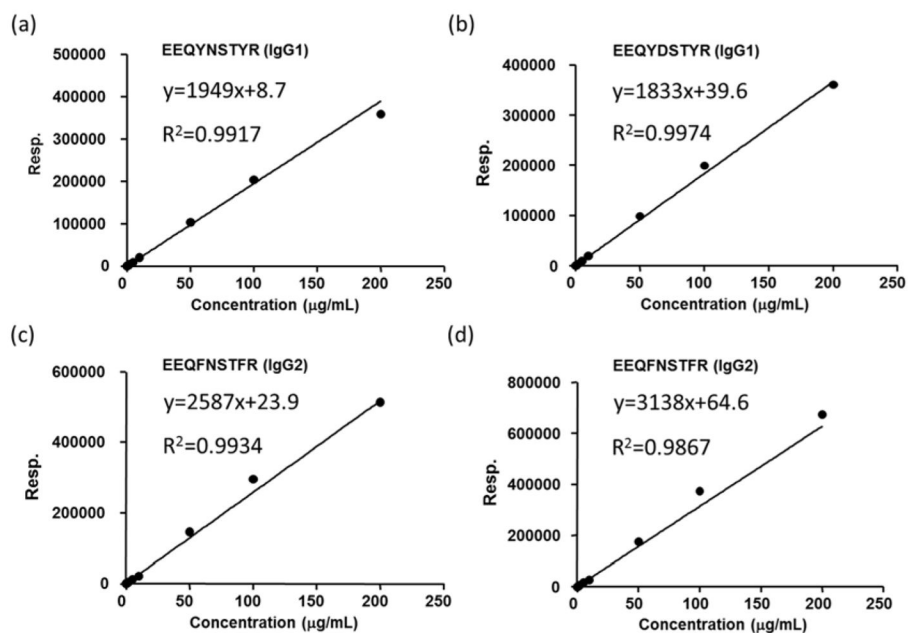 (a)
EEQYNSTYR (IgG1)
y=1949x+8.7
R²=0.9917
Resp.
500000
400000
300000
200000
100000
0
0 50 100 150 200 250
Concentration (μg/mL)
(b)
EEQYDSTYR (IgG1)
y=1833x+39.6
R²=0.9974
Resp.
400000
300000
200000
100000
0
0 50 100 150 200 250
Concentration (μg/mL)
(c)
EEQFNSTFR (IgG2)
y=2587x+23.9
R²=0.9934
Resp.
600000
400000
200000
0
0 50 100 150 200 250
Concentration (μg/mL)
(d)
EEQFNSTFR (IgG2)
y=3138x+64.6
R²=0.9867
Resp.
800000
600000
400000
200000
0
0 50 100 150 200 250
Concentration (μg/mL)